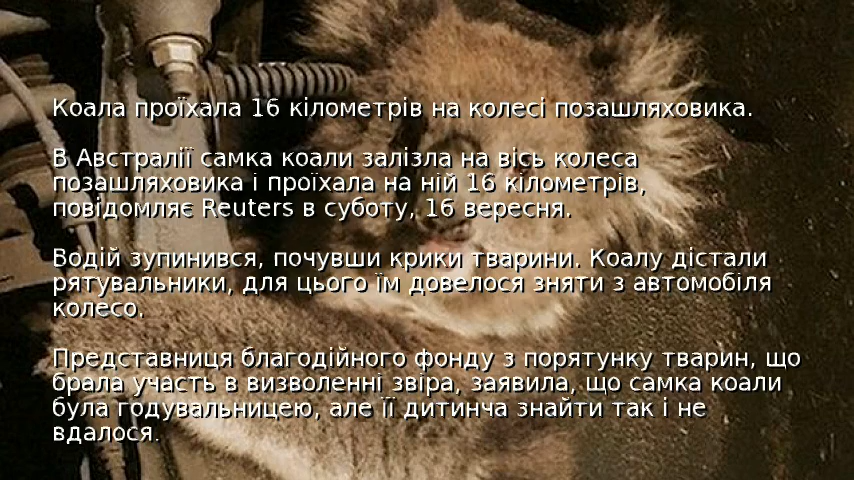 Коала проїхала 16 кілометрів на колесі позашляховика.
В Австралії самка коали залізла на вісь колеса
позашляховика і проїхала на ній 16 кілометрів,
повідомляє Reuters в суботу, 16 вересня.
Водій зупинився, почувши крики тварини. Коалу дістали
рятувальники, для цього їм довелося зняти з автомобіля
колесо.
Представниця благодійного фонду з порятунку тварин, що
брала участь в визволенні звіра, заявила, що самка коали
була годувальницею, але її дитинча знайти так і не
вдалося.